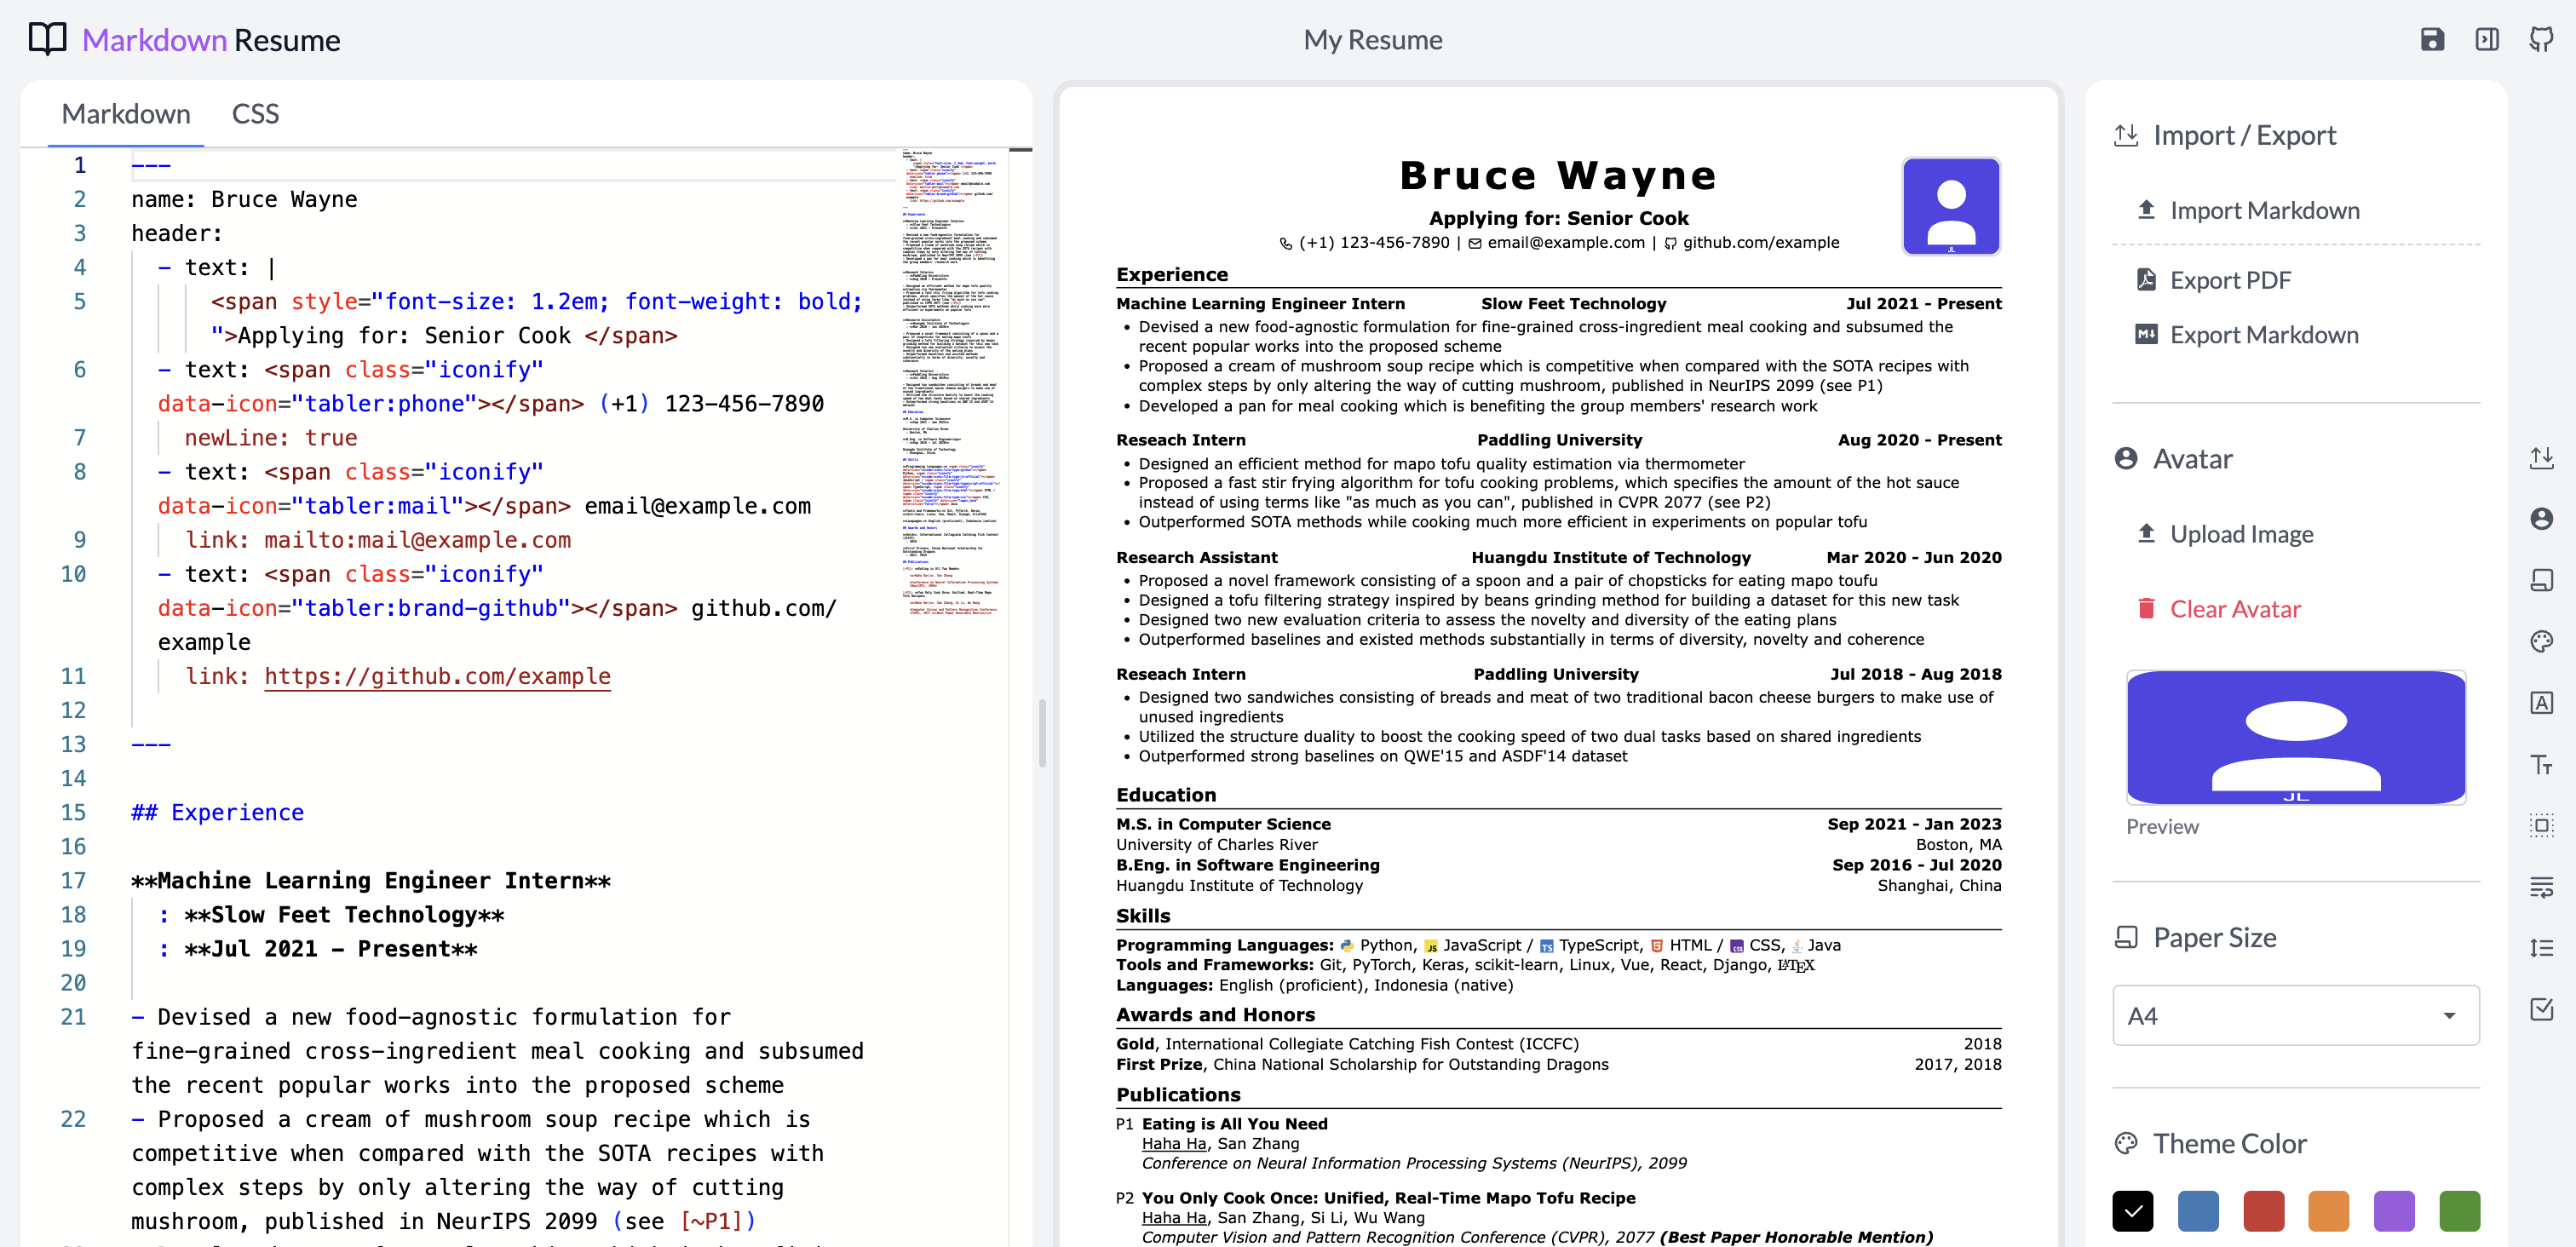 Markdown Resume
My Resume
Markdown CSS
1 ---
2 name: Bruce Wayne
3 header:
4 - text: |
5 <span style="font-size: 1.2em; font-weight: bold;
">Applying for: Senior Cook </span>
6 - text: <span class="iconify"
data-icon="tabler:phone"></span> (+1) 123-456-7890
7 newLine: true
8 - text: <span class="iconify"
data-icon="tabler:mail"></span> email@example.com
9 link: mailto:mail@example.com
10 - text: <span class="iconify"
data-icon="tabler:brand-github"></span> github.com/
example
11 link: https://github.com/example
12
13 ---
14
15 ## Experience
16
17 **Machine Learning Engineer Intern**
18 : **Slow Feet Technology**
19 : **Jul 2021 - Present**
20
21 - Devised a new food-agnostic formulation for
fine-grained cross-ingredient meal cooking and subsumed
the recent popular works into the proposed scheme
22 - Proposed a cream of mushroom soup recipe which is
competitive when compared with the SOTA recipes with
complex steps by only altering the way of cutting
mushroom, published in NeurIPS 2099 (see [~P1])
Bruce Wayne
Applying for: Senior Cook
(+1) 123-456-7890 | email@example.com | github.com/example
JL
Experience
Machine Learning Engineer Intern Slow Feet Technology Jul 2021 - Present
• Devised a new food-agnostic formulation for fine-grained cross-ingredient meal cooking and subsumed the
recent popular works into the proposed scheme
• Proposed a cream of mushroom soup recipe which is competitive when compared with the SOTA recipes with
complex steps by only altering the way of cutting mushroom, published in NeurIPS 2099 (see P1)
• Developed a pan for meal cooking which is benefiting the group members' research work
Reseach Intern Paddling University Aug 2020 - Present
• Designed an efficient method for mapo tofu quality estimation via thermometer
• Proposed a fast stir frying algorithm for tofu cooking problems, which specifies the amount of the hot sauce
instead of using terms like "as much as you can", published in CVPR 2077 (see P2)
• Outperformed SOTA methods while cooking much more efficient in experiments on popular tofu
Research Assistant Huangdu Institute of Technology Mar 2020 - Jun 2020
• Proposed a novel framework consisting of a spoon and a pair of chopsticks for eating mapo toufu
• Designed a tofu filtering strategy inspired by beans grinding method for building a dataset for this new task
• Designed two new evaluation criteria to assess the novelty and diversity of the eating plans
• Outperformed baselines and existed methods substantially in terms of diversity, novelty and coherence
Reseach Intern Paddling University Jul 2018 - Aug 2018
• Designed two sandwiches consisting of breads and meat of two traditional bacon cheese burgers to make use of
unused ingredients
• Utilized the structure duality to boost the cooking speed of two dual tasks based on shared ingredients
• Outperformed strong baselines on QWE'15 and ASDF'14 dataset
Education
M.S. in Computer Science Sep 2021 - Jan 2023
University of Charles River Boston, MA
B.Eng. in Software Engineering Sep 2016 - Jul 2020
Huangdu Institute of Technology Shanghai, China
Skills
Programming Languages: Python, JS JavaScript / TS TypeScript, HTML / CSS CSS, Java
Tools and Frameworks: Git, PyTorch, Keras, scikit-learn, Linux, Vue, React, Django, LATEX
Languages: English (proficient), Indonesia (native)
Awards and Honors
Gold, International Collegiate Catching Fish Contest (ICCFC) 2018
First Prize, China National Scholarship for Outstanding Dragons 2017, 2018
Publications
P1 Eating is All You Need
Haha Ha, San Zhang
Conference on Neural Information Processing Systems (NeurIPS), 2099
P2 You Only Cook Once: Unified, Real-Time Mapo Tofu Recipe
Haha Ha, San Zhang, Si Li, Wu Wang
Computer Vision and Pattern Recognition Conference (CVPR), 2077 (Best Paper Honorable Mention)
Import / Export
Import Markdown
Export PDF
Export Markdown
Avatar
Upload Image
Clear Avatar
JL
Preview
Paper Size
A4
Theme Color